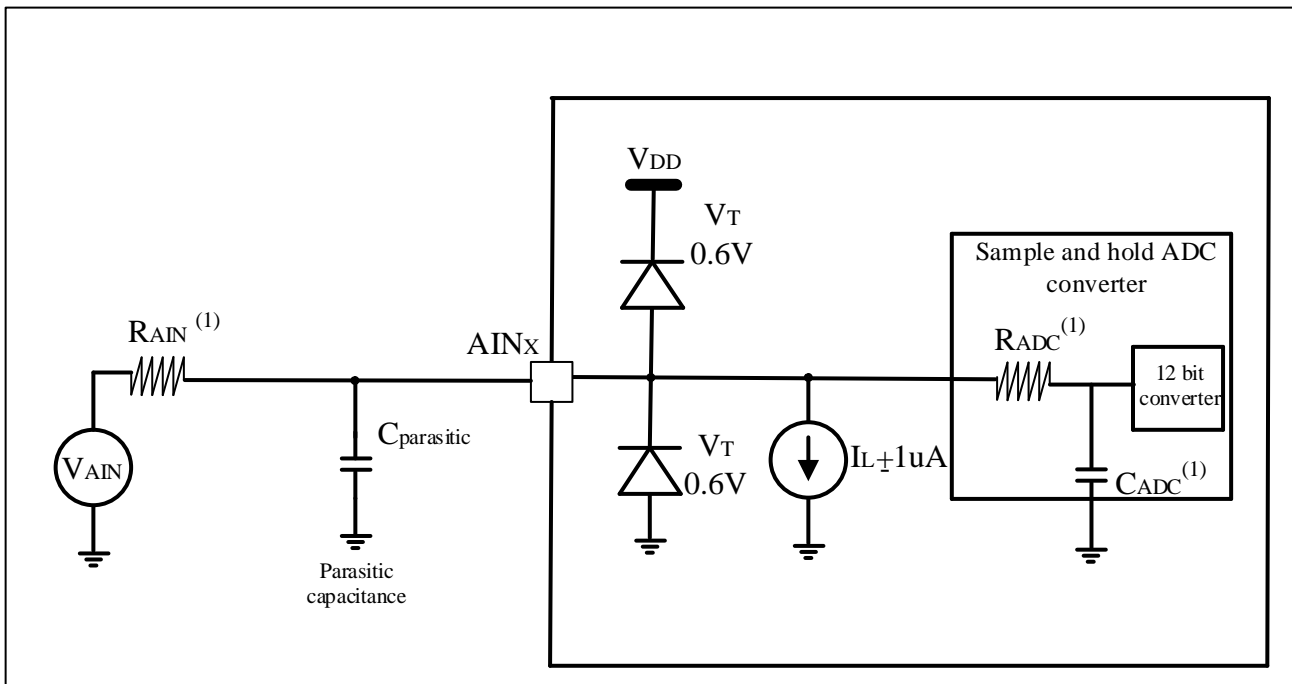 VDD
VT
0.6V
Sample and hold ADC
converter
RAIN (1)
AINX
RADC(1)
12 bit
converter
Cparasitic
VT
0.6V
IL±1uA
CADC(1)
VAIN
Parasitic
capacitance